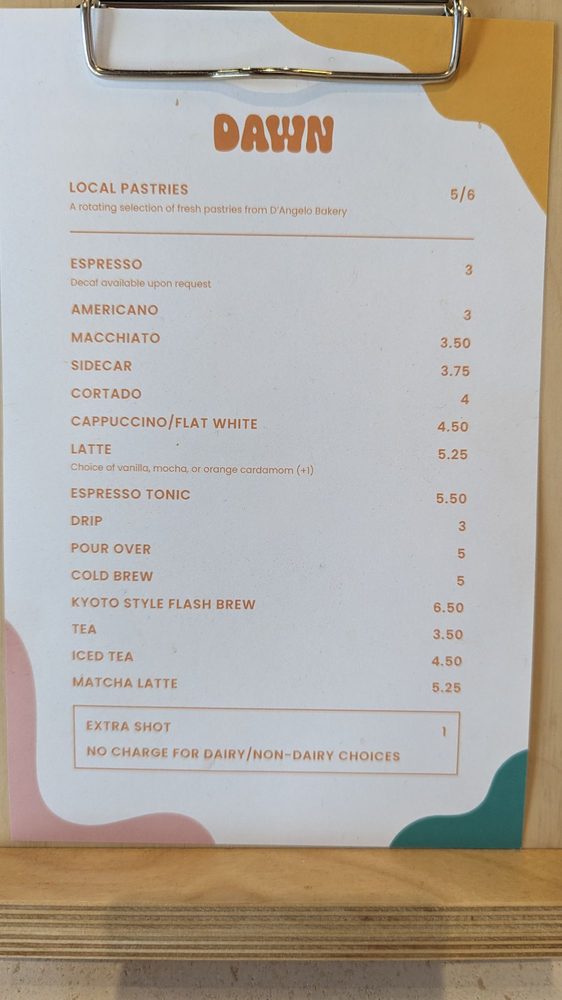 DAWN
LOCAL PASTRIES 5/6
A rotating selection of fresh pastries from D'Angelo Bakery
ESPRESSO 3
Decaf available upon request
AMERICANO 3
MACCHIATO 3.50
SIDECAR 3.75
CORTADO 4
CAPPUCCINO/FLAT WHITE 4.50
LATTE 5.25
Choice of vanilla, mocha, or orange cardamom (+1)
ESPRESSO TONIC 5.50
DRIP 3
POUR OVER 5
COLD BREW 5
KYOTO STYLE FLASH BREW 6.50
TEA 3.50
ICED TEA 4.50
MATCHA LATTE 5.25
EXTRA SHOT 1
NO CHARGE FOR DAIRY/NON-DAIRY CHOICES